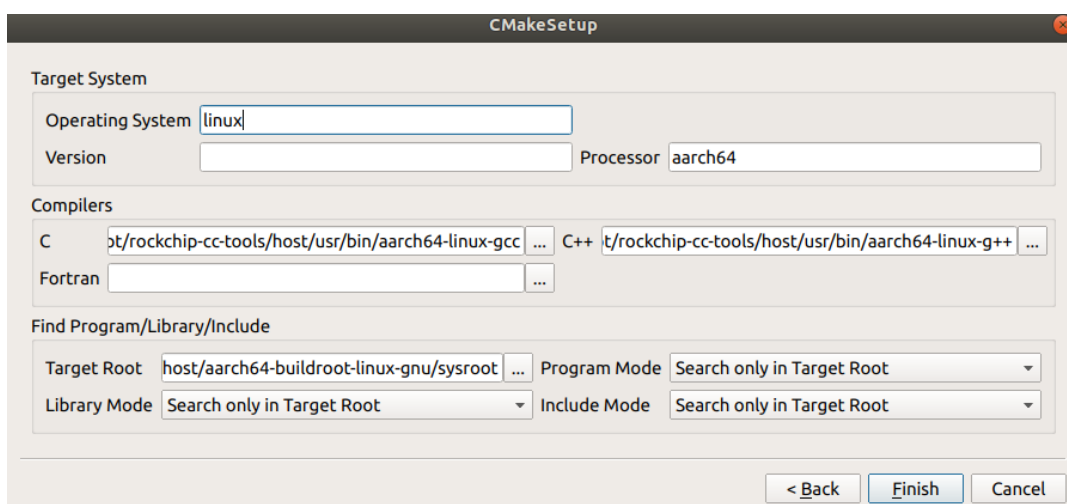 CMakeSetup
Target System
Operating System linux
Version Processor aarch64
Compilers
C ot/rockchip-cc-tools/host/usr/bin/aarch64-linux-gcc ... C++ t/rockchip-cc-tools/host/usr/bin/aarch64-linux-g++ ...
Fortran ...
Find Program/Library/Include
Target Root host/aarch64-buildroot-linux-gnu/sysroot ... Program Mode Search only in Target Root
Library Mode Search only in Target Root Include Mode Search only in Target Root
< Back Finish Cancel